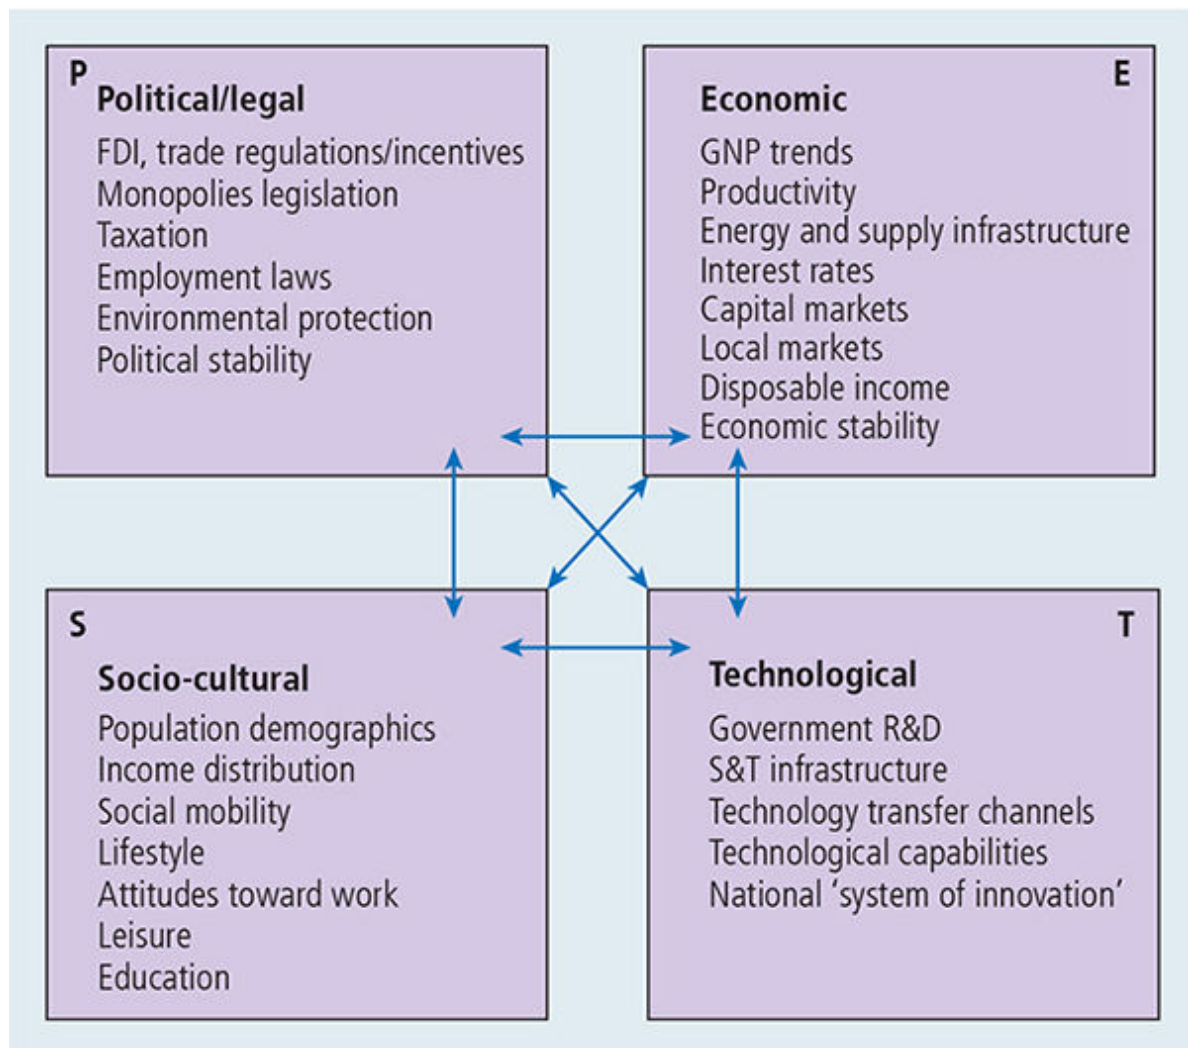 P
Political/legal
FDI, trade regulations/incentives
Monopolies legislation
Taxation
Employment laws
Environmental protection
Political stability
E
Economic
GNP trends
Productivity
Energy and supply infrastructure
Interest rates
Capital markets
Local markets
Disposable income
Economic stability
S
Socio-cultural
Population demographics
Income distribution
Social mobility
Lifestyle
Attitudes toward work
Leisure
Education
T
Technological
Government R&D
S&T infrastructure
Technology transfer channels
Technological capabilities
National ‘system of innovation’